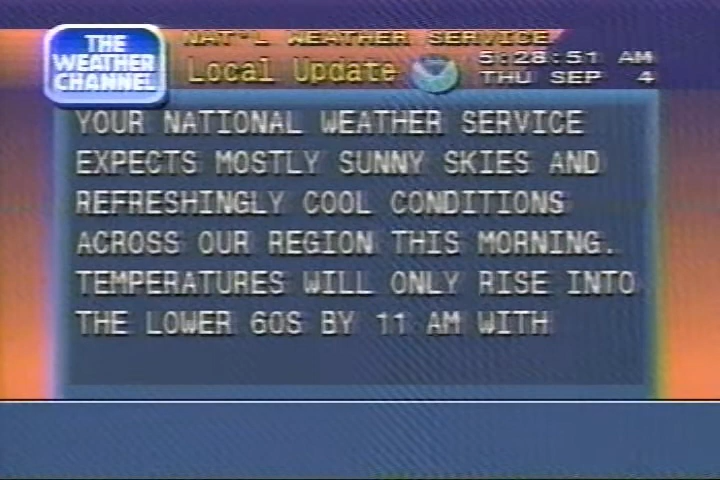 THE
WEATHER
CHANNEL
NAT'L WEATHER SERVICE
Local Update
5:28:51 AM
THU SEP 4
YOUR NATIONAL WEATHER SERVICE
EXPECTS MOSTLY SUNNY SKIES AND
REFRESHINGLY COOL CONDITIONS
ACROSS OUR REGION THIS MORNING.
TEMPERATURES WILL ONLY RISE INTO
THE LOWER 60S BY 11 AM WITH